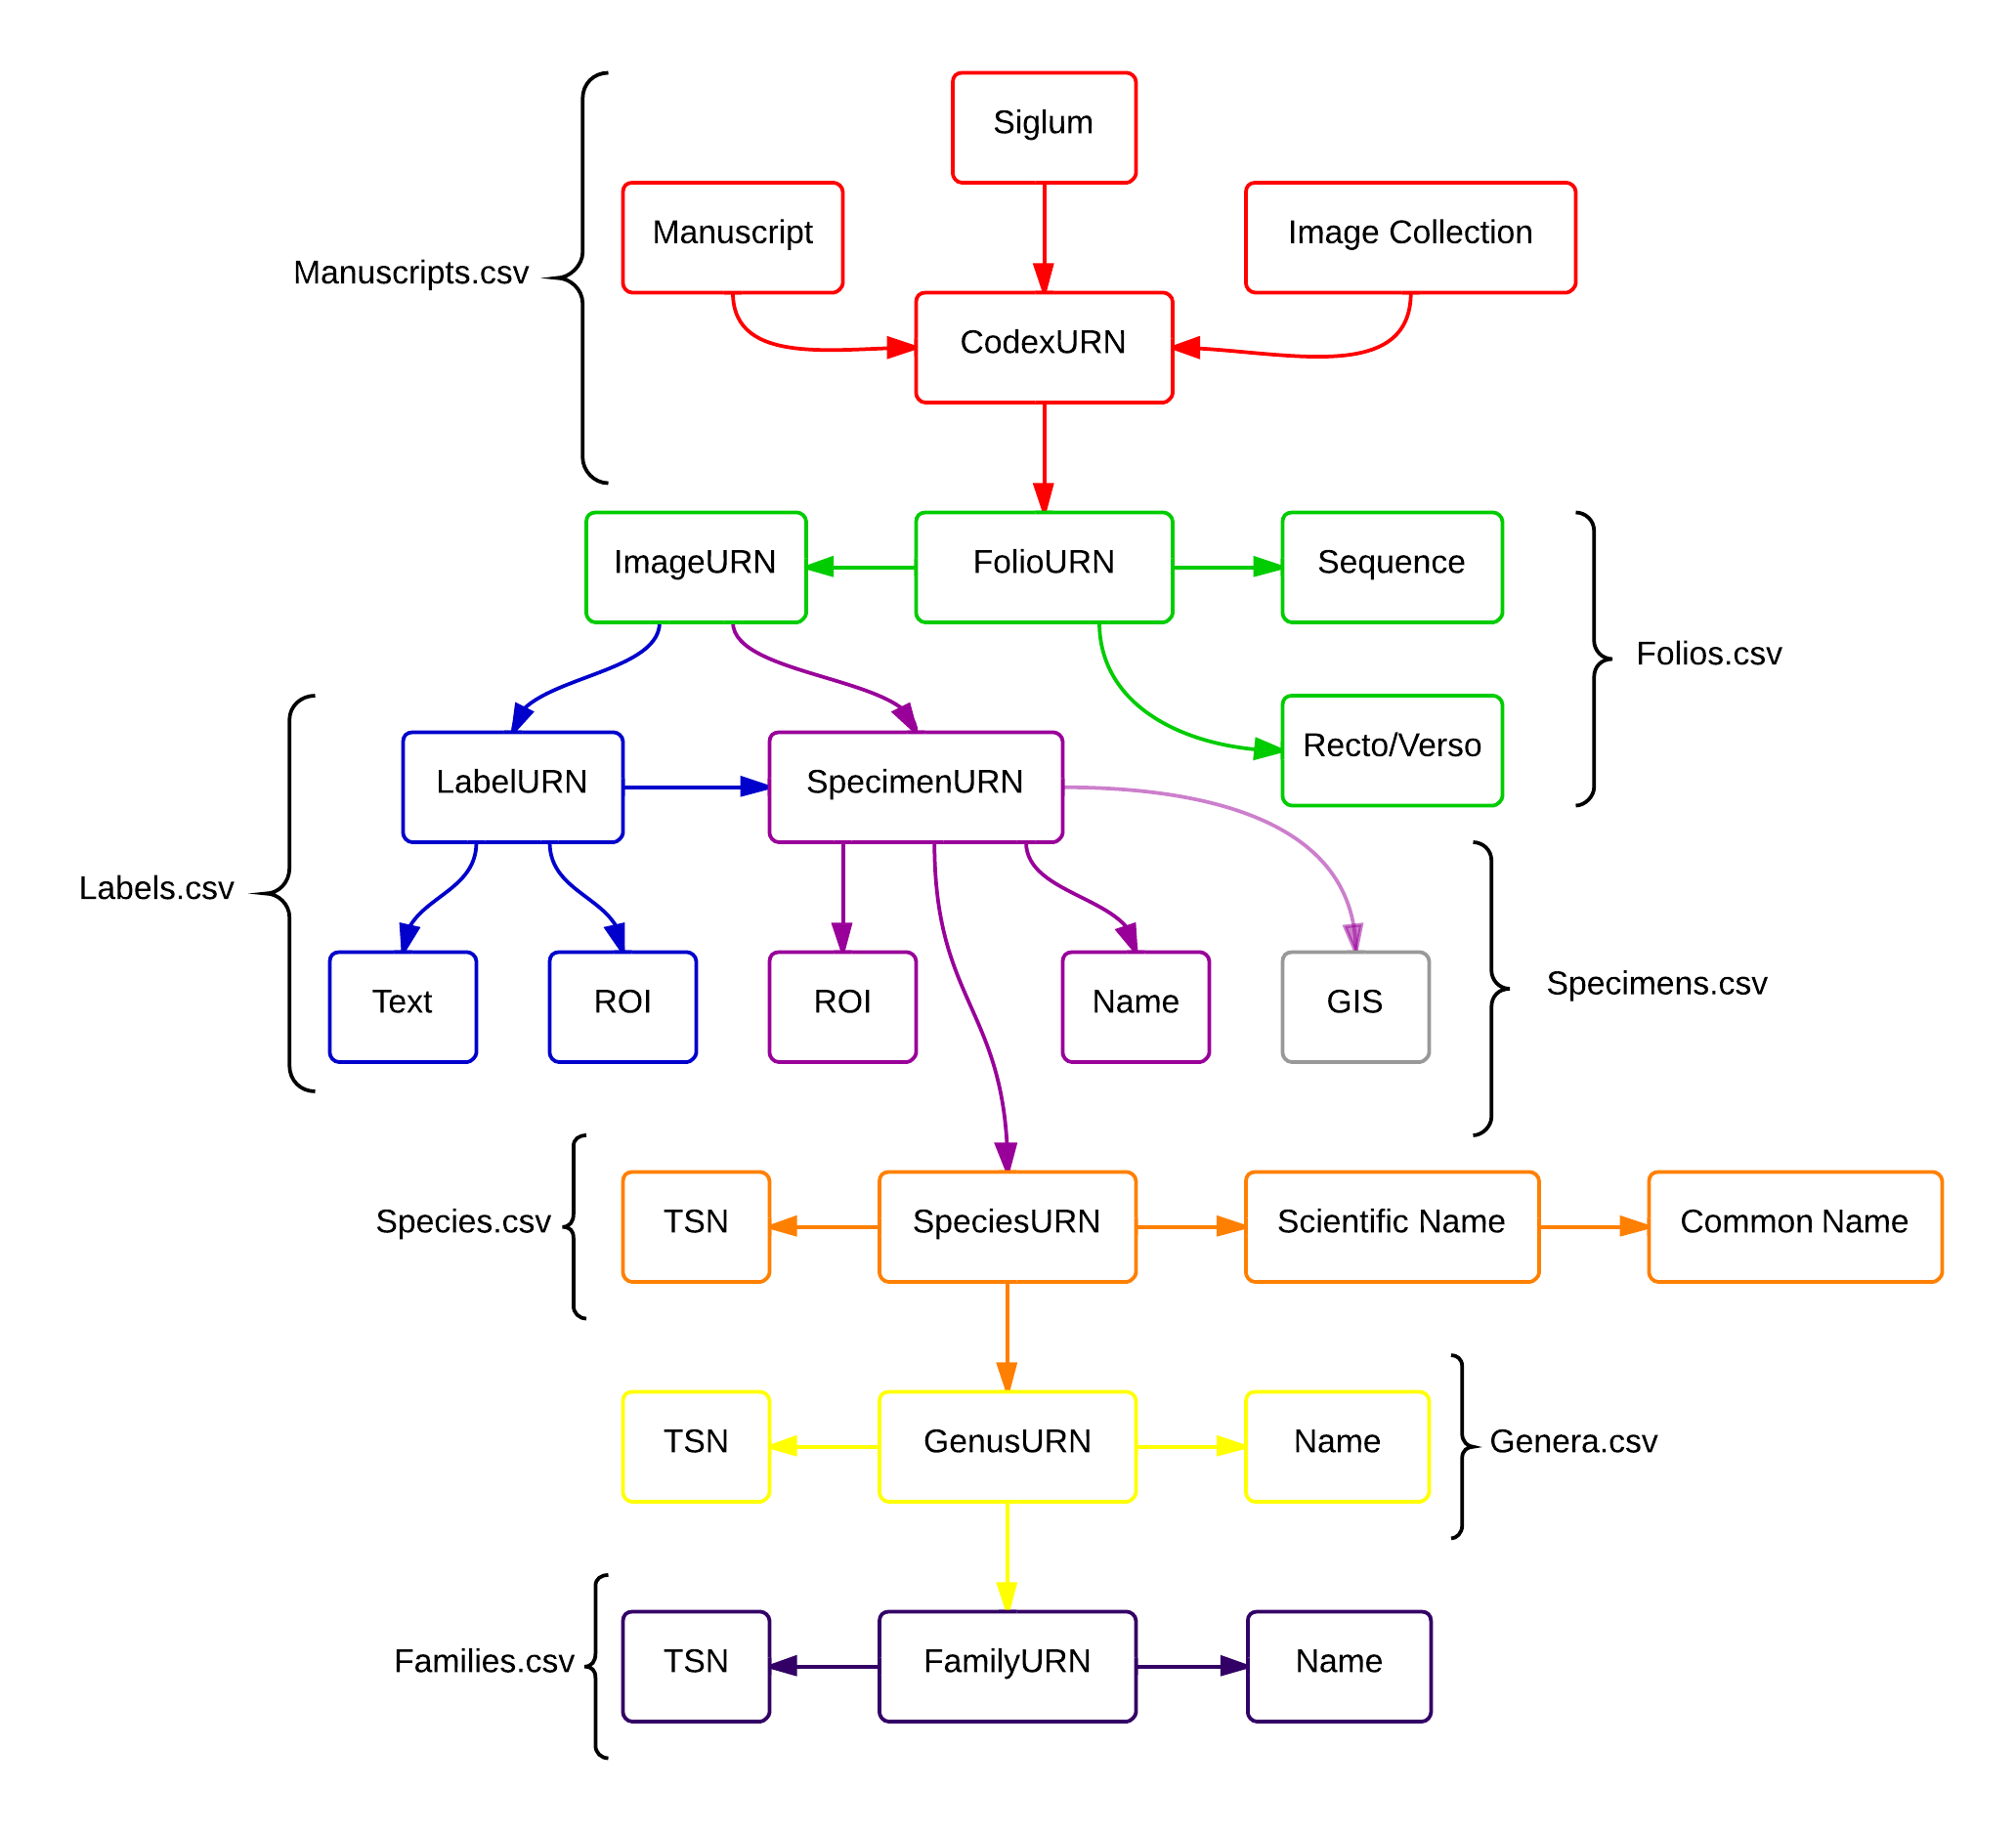 Siglum
Manuscript
Image Collection
Manuscripts.csv
CodexURN
ImageURN
FolioURN
Sequence
Folios.csv
Recto/Verso
LabelURN
SpecimenURN
Labels.csv
Text
ROI
ROI
Name
GIS
Specimens.csv
Species.csv
TSN
SpeciesURN
Scientific Name
Common Name
TSN
GenusURN
Name
Genera.csv
Families.csv
TSN
FamilyURN
Name